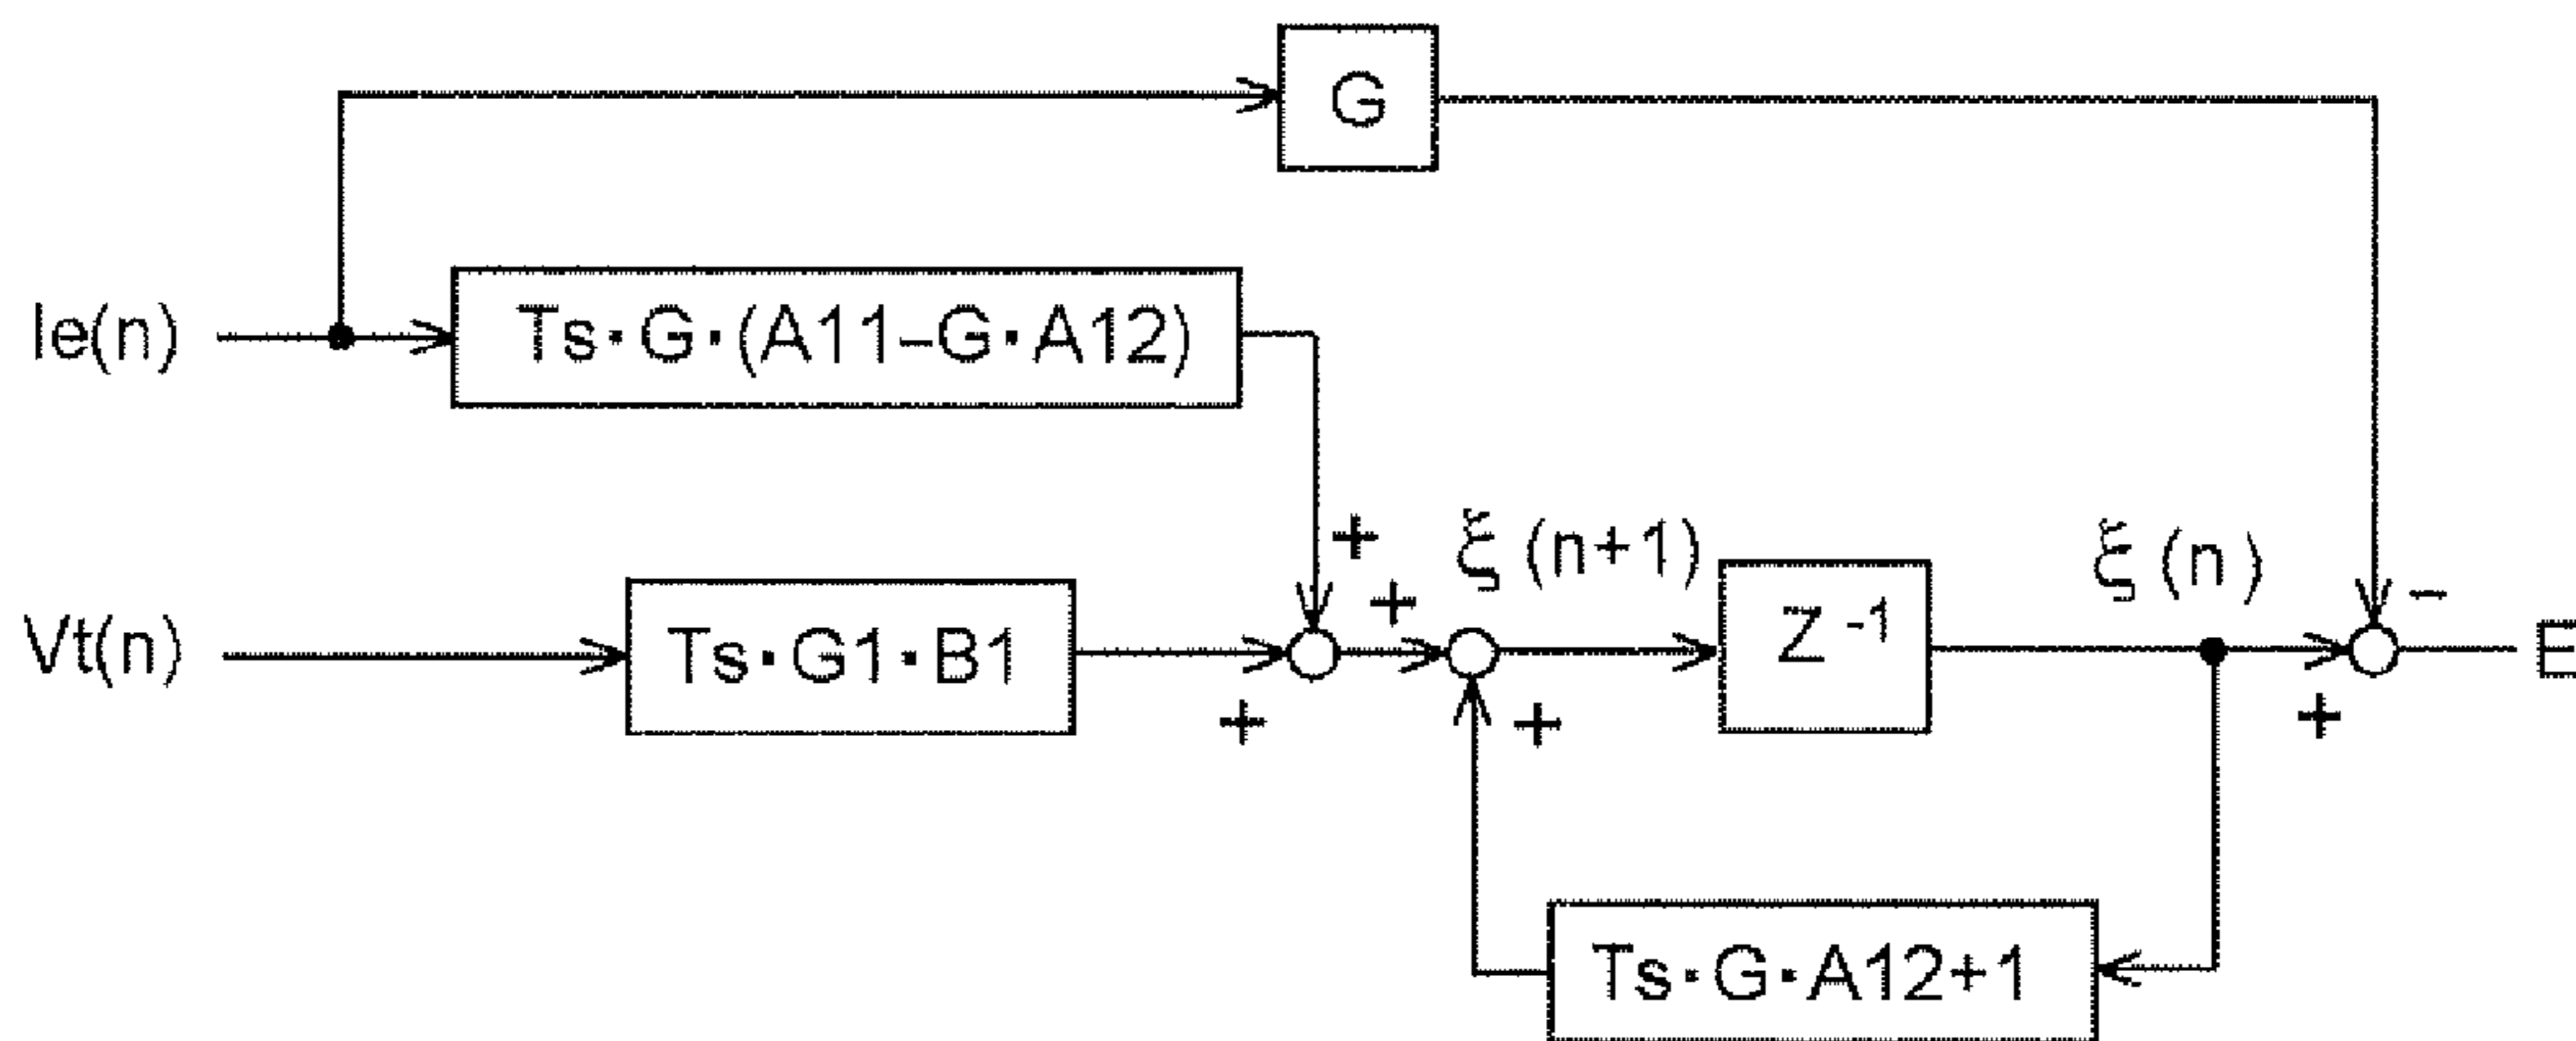 G
Ie(n)
Ts·G·(A11−G·A12)
+
+
ξ(n+1)
ξ(n)
−
Vt(n)
Ts·G1·B1
Z⁻¹
E
+
+
+
Ts·G·A12+1